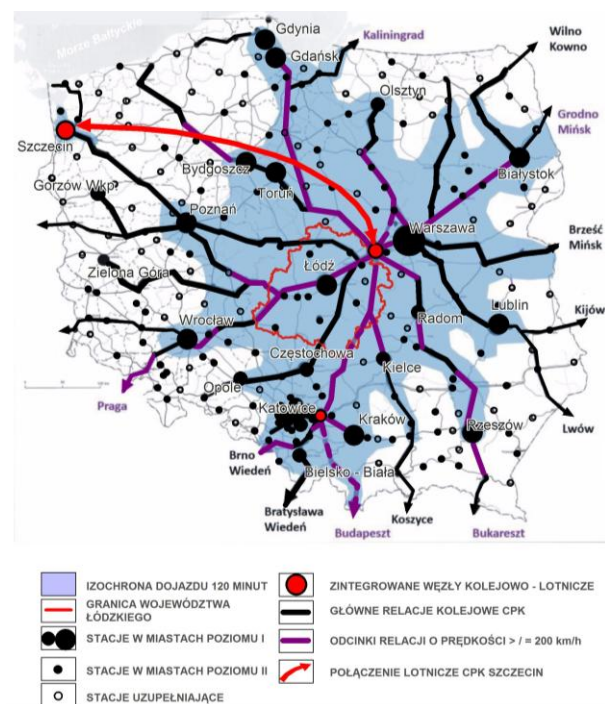 Morze Bałtyckie
Gdynia
Gdańsk
Kaliningrad
Wilno
Kowno
Olsztyn
Grodno
Mińsk
Szczecin
Bydgoszcz
Toruń
Białystok
Gorzów Wkp.
Poznań
Warszawa
Brześć
Mińsk
Łódź
Zielona Góra
Lublin
Kijów
Wrocław
Radom
Częstochowa
Kielce
Opole
Praga
Katowice
Kraków
Rzeszów
Lwów
Brno
Wiedeń
Bielsko - Biała
Bratysława
Wiedeń
Budapeszt
Koszyce
Bukareszt
IZOCHRONA DOJAZDU 120 MINUT
GRANICA WOJEWÓDZTWA
ŁÓDZKIEGO
STACJE W MIASTACH POZIOMU I
STACJE W MIASTACH POZIOMU II
STACJE UZUPEŁNIAJĄCE
ZINTEGROWANE WĘZŁY KOLEJOWO - LOTNICZE
GŁÓWNE RELACJE KOLEJOWE CPK
ODCINKI RELACJI O PRĘDKOŚCI > / = 200 km/h
POŁĄCZENIE LOTNICZE CPK SZCZECIN